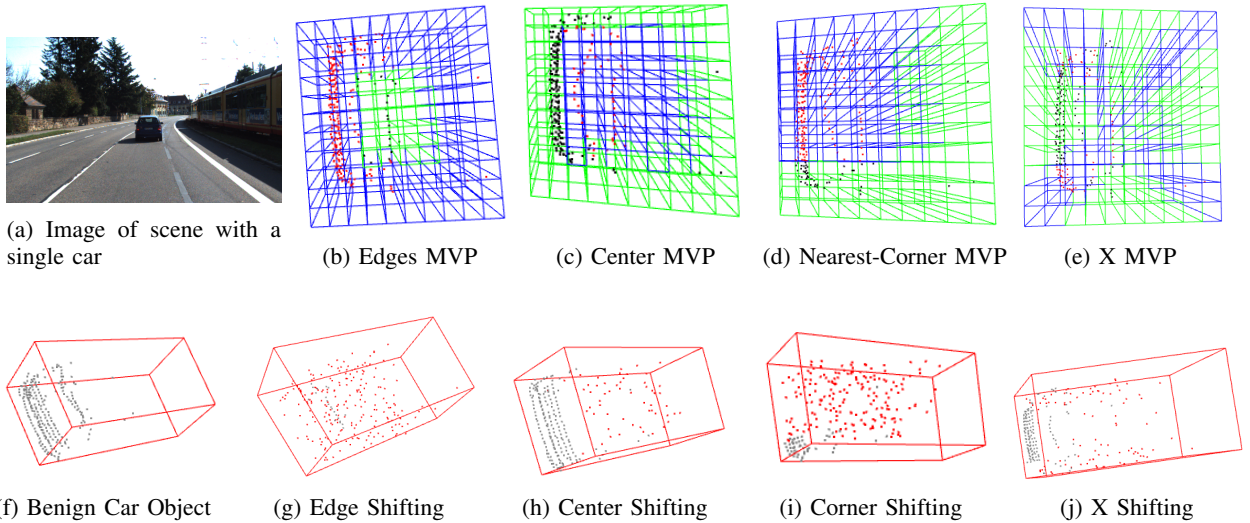 (a) Image of scene with a
single car
(b) Edges MVP
(c) Center MVP
(d) Nearest-Corner MVP
(e) X MVP
(f) Benign Car Object
(g) Edge Shifting
(h) Center Shifting
(i) Corner Shifting
(j) X Shifting